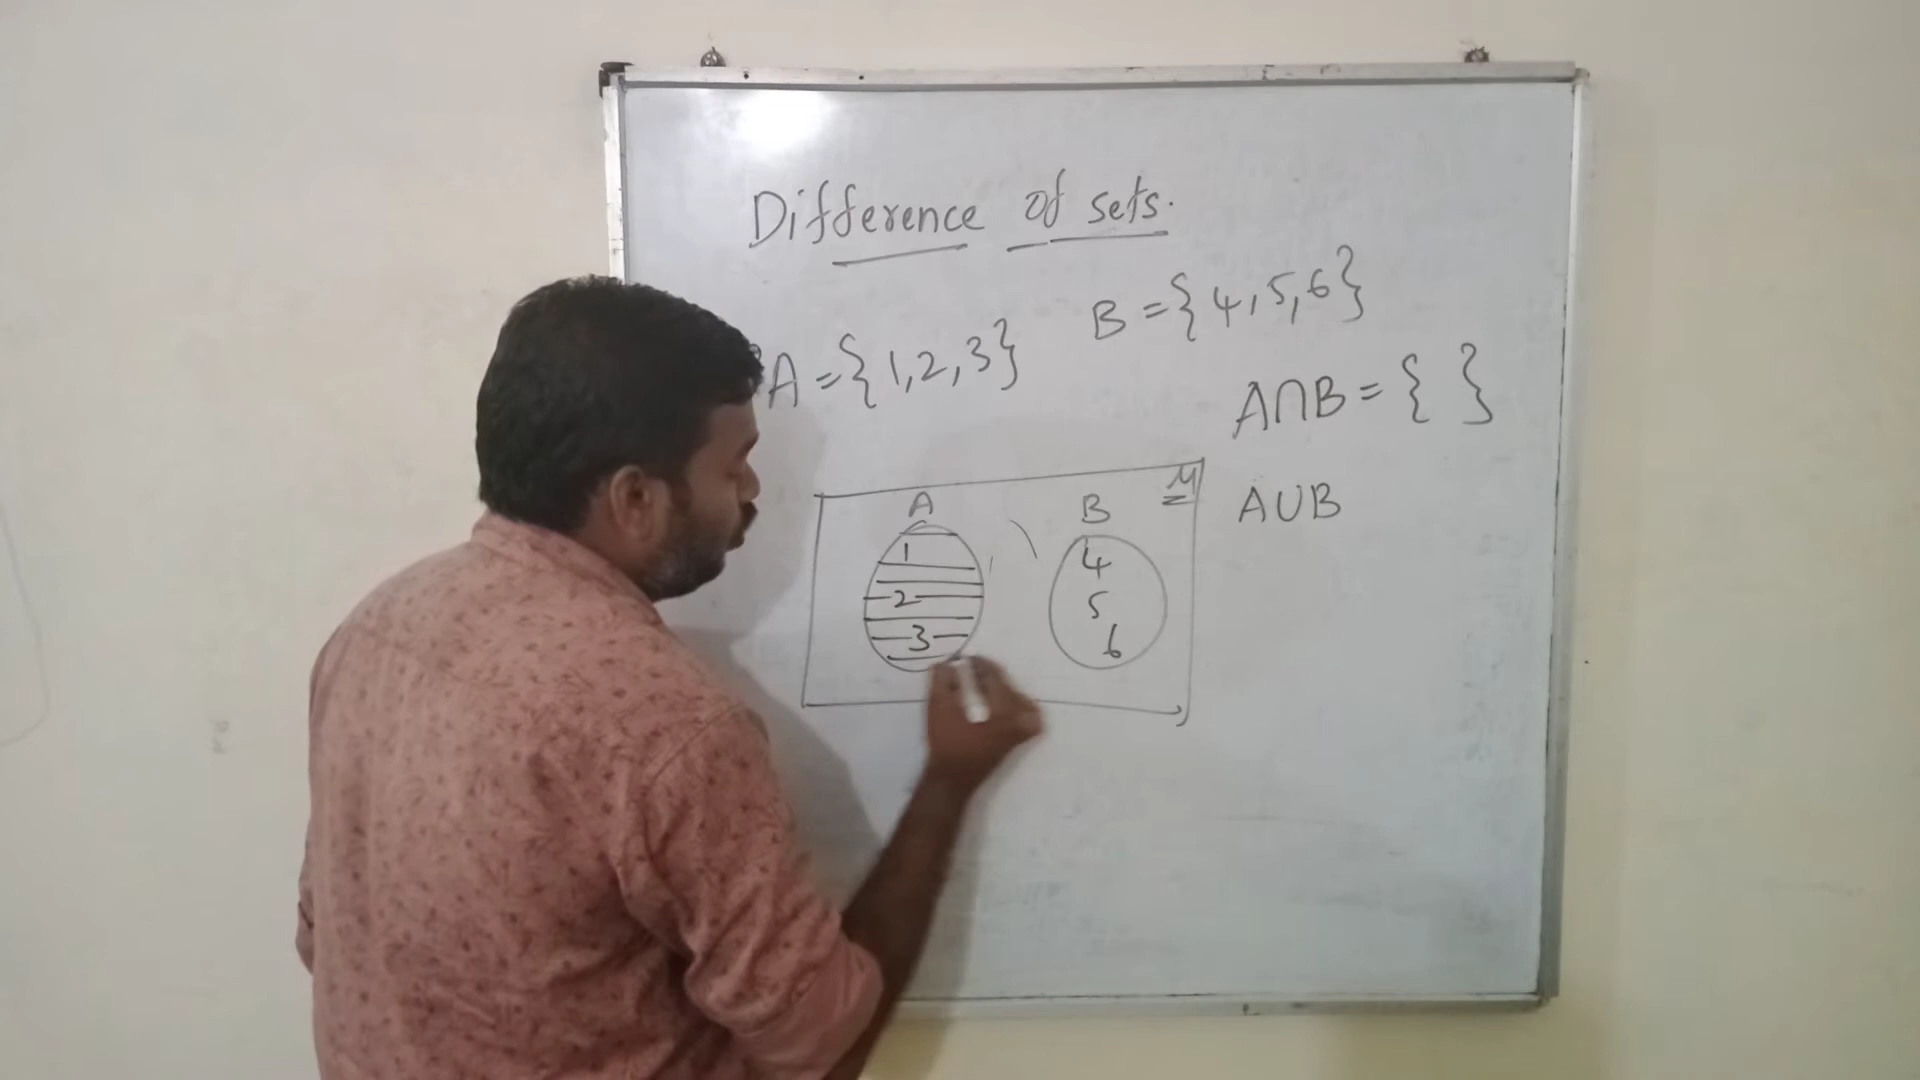 Difference of sets.
B = {4, 5, 6}
A = {1, 2, 3}
A∩B = { }
A B μ
A∪B
1 4
2 5
3 6